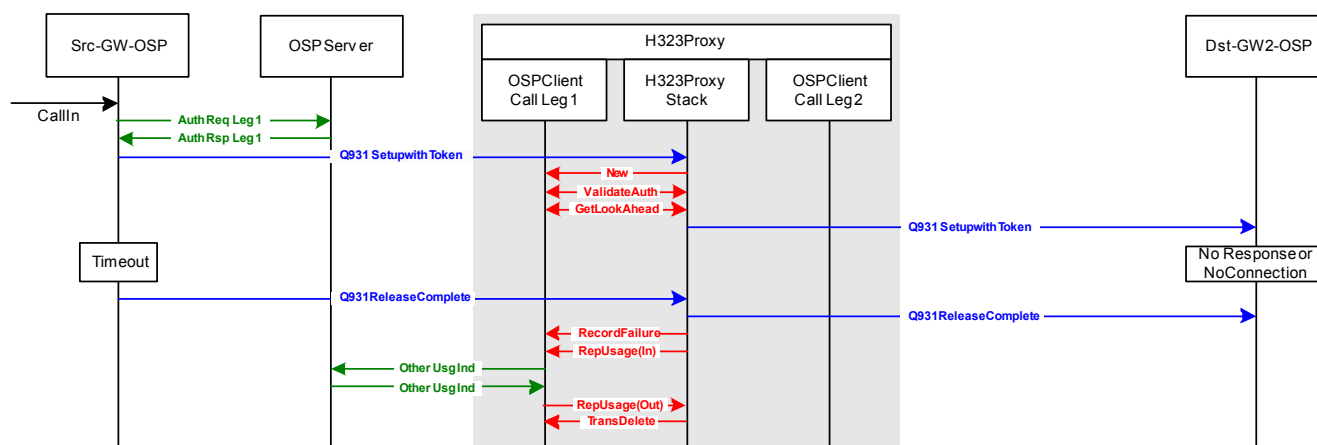 Src-GW-OSP
OSPServer
H323Proxy
Dst-GW2-OSP
OSPClient
Call Leg1
H323Proxy
Stack
OSPClient
Call Leg2
CallIn
AuthReq Leg1
AuthRsp Leg1
Q931 SetupwithToken
New
ValidateAuth
GetLookAhead
Q931 SetupwithToken
Timeout
No Response or
NoConnection
Q931ReleaseComplete
Q931ReleaseComplete
RecordFailure
RepUsage(In)
Other UsgInd
Other UsgInd
RepUsage(Out)
TransDelete